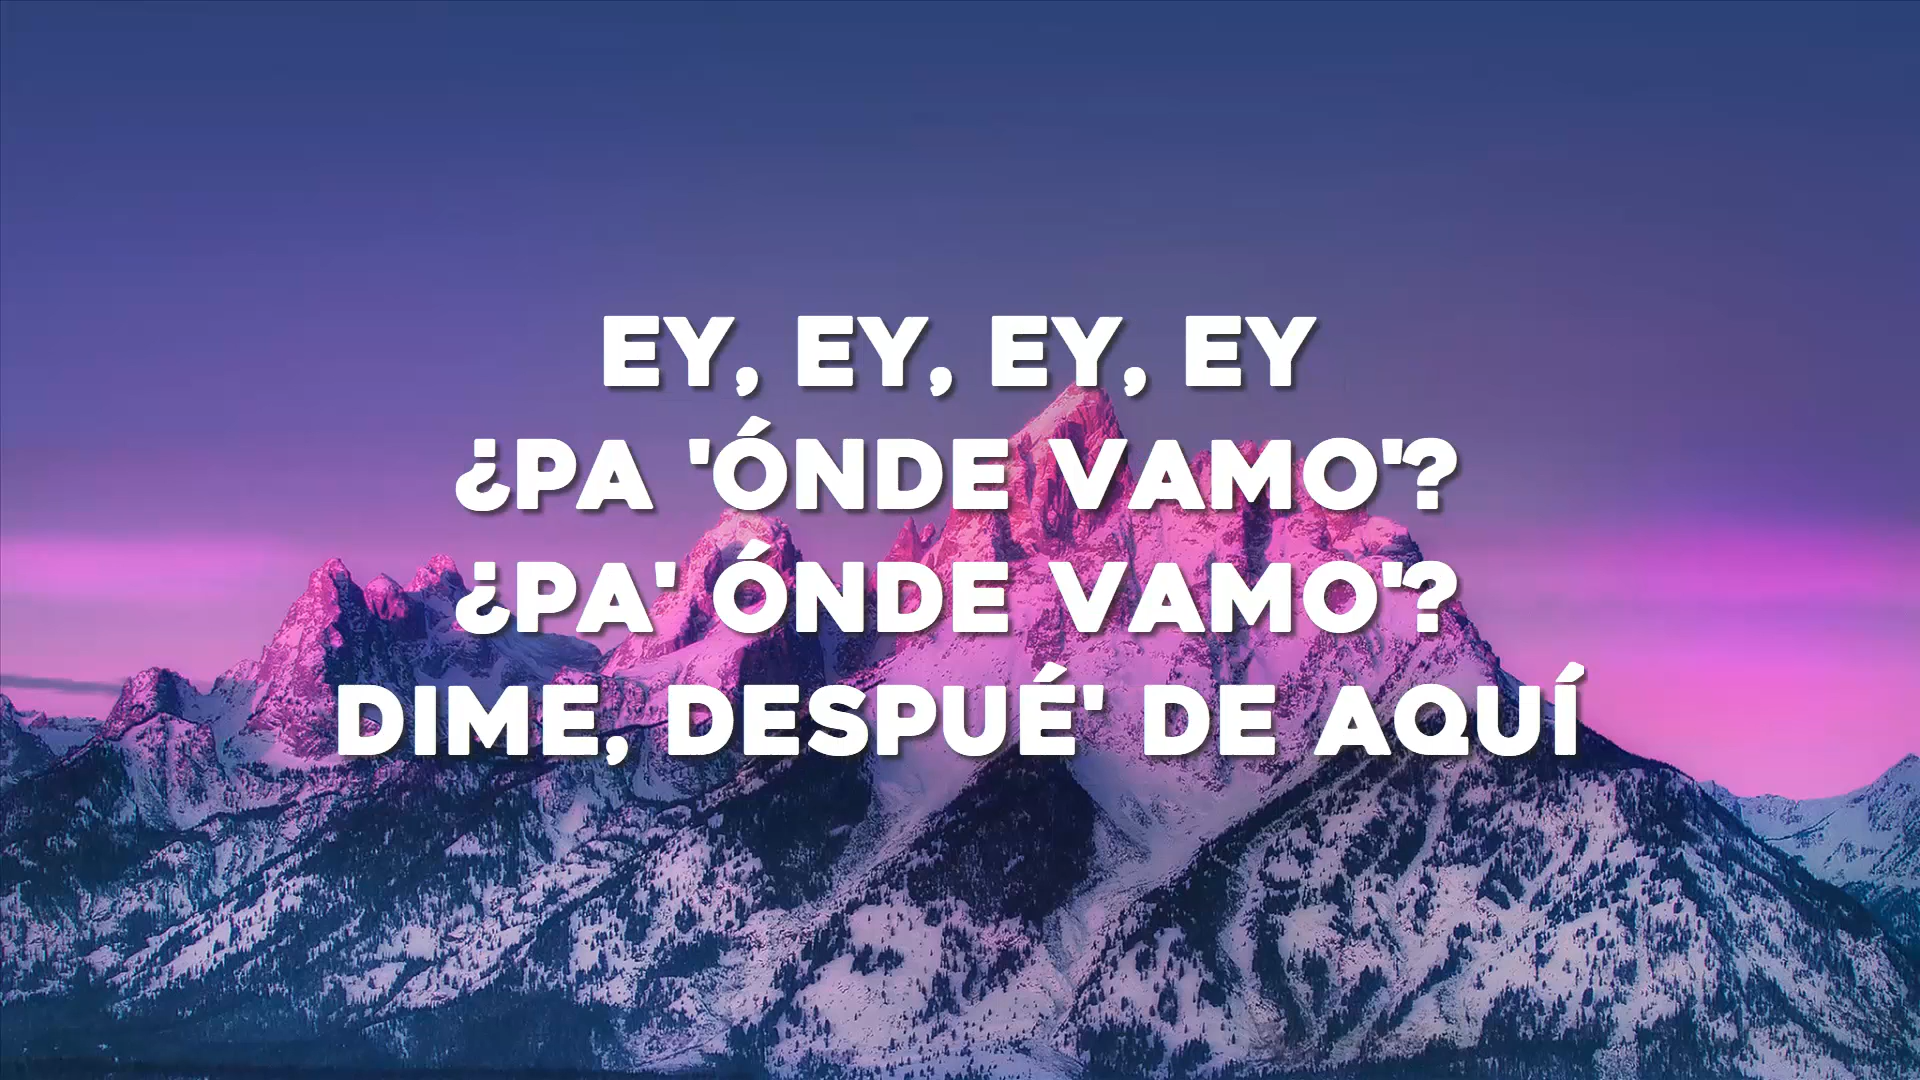 EY, EY, EY, EY
¿PA 'ÓNDE VAMO'?
¿PA' ÓNDE VAMO'?
DIME, DESPUÉ' DE AQUÍ